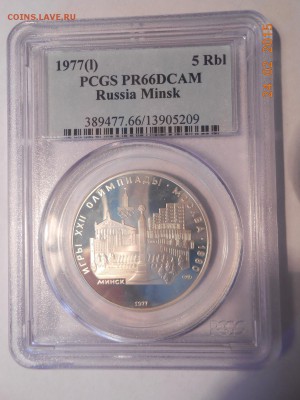 COINS.LAVE.RU
1977(l) 5 Rbl
PCGS PR66DCAM
Russia Minsk
389477.66/13905209
ИГРЫ XXII ОЛИМПИАДЫ • МОСКВА • 1980
МИНСК
1977